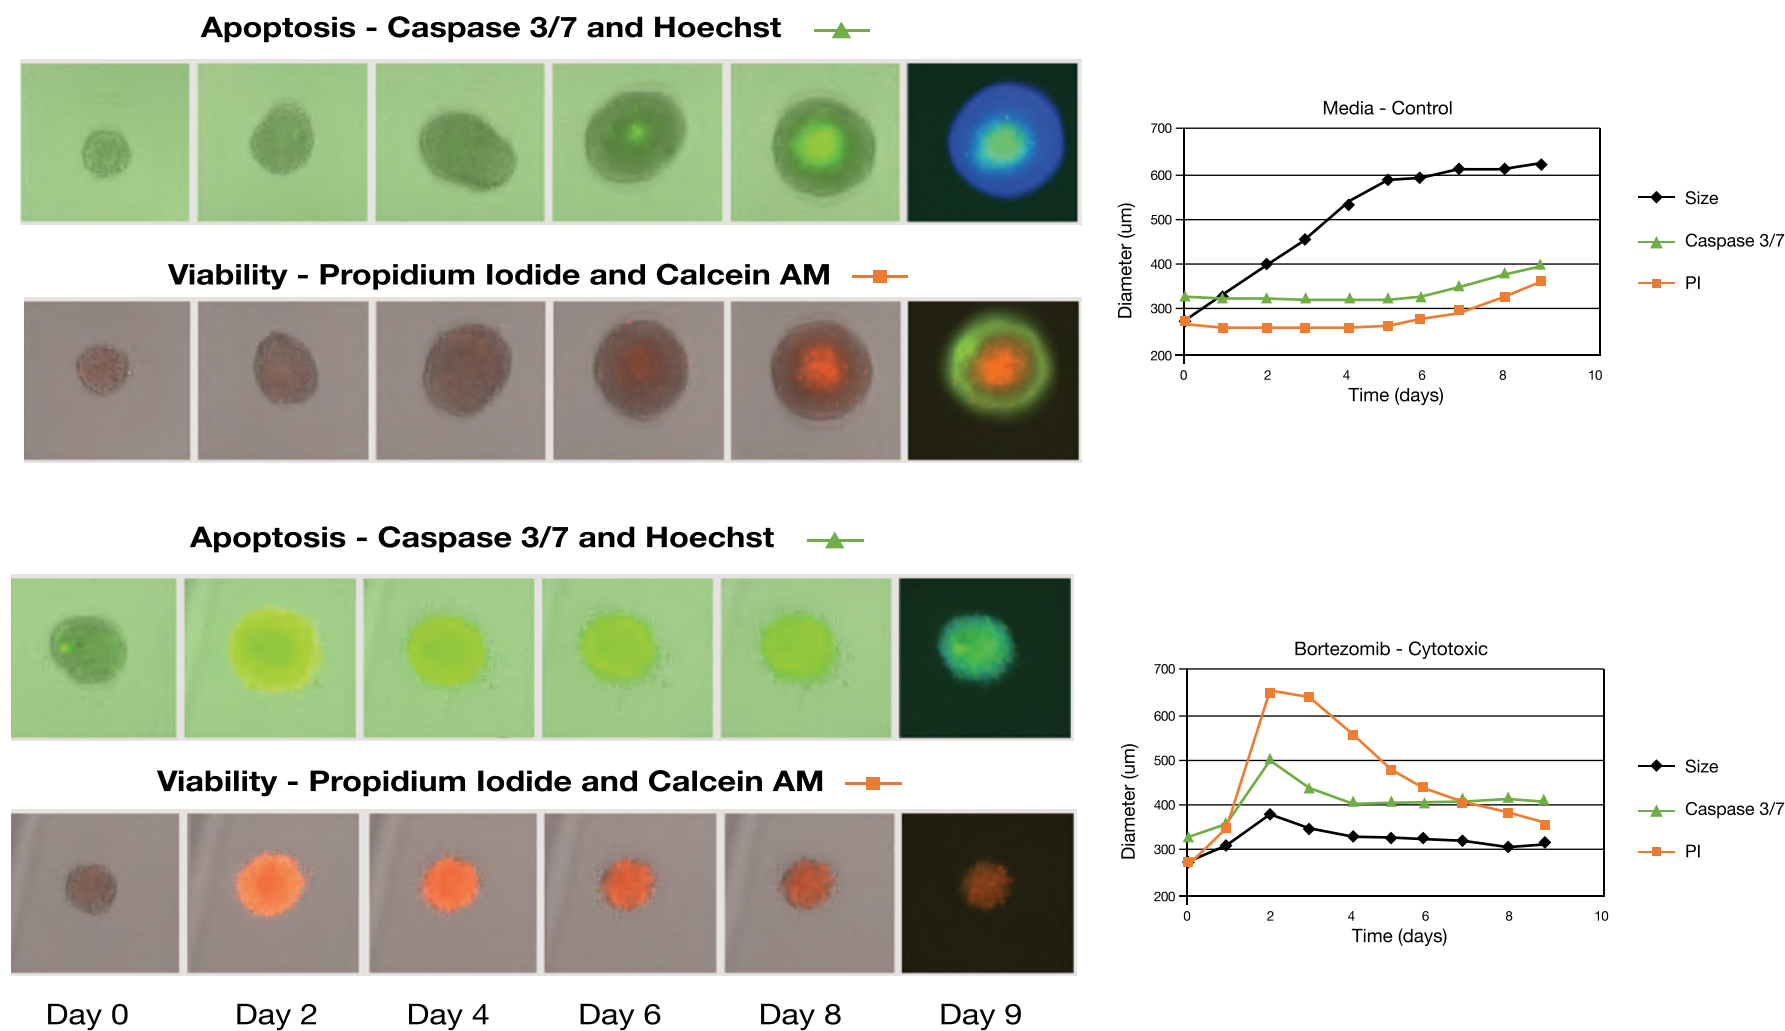 Apoptosis - Caspase 3/7 and Hoechst
Viability - Propidium Iodide and Calcein AM
Media - Control
700
600
500
400
300
200
0
2
4
6
8
10
Diameter (um)
Time (days)
Size
Caspase 3/7
PI
Apoptosis - Caspase 3/7 and Hoechst
Viability - Propidium Iodide and Calcein AM
Bortezomib - Cytotoxic
700
600
500
400
300
200
0
2
4
6
8
10
Diameter (um)
Time (days)
Size
Caspase 3/7
PI
Day 0
Day 2
Day 4
Day 6
Day 8
Day 9